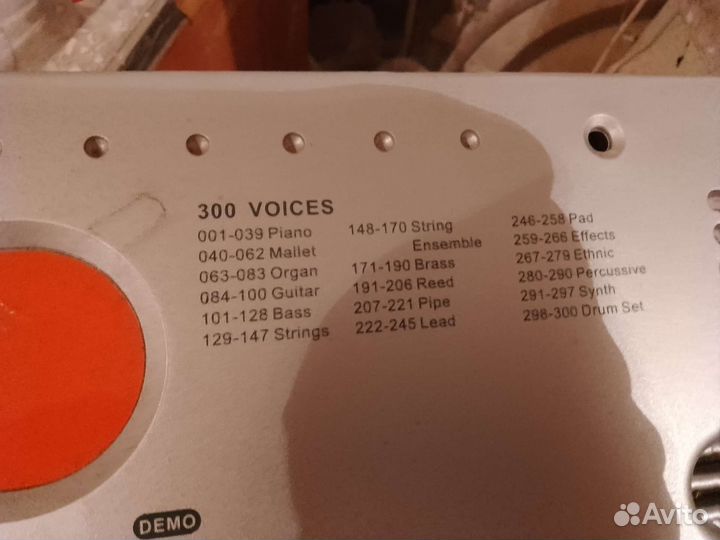 300 VOICES
001-039 Piano
040-062 Mallet
063-083 Organ
084-100 Guitar
101-128 Bass
129-147 Strings
148-170 String
Ensemble
171-190 Brass
191-206 Reed
207-221 Pipe
222-245 Lead
246-258 Pad
259-266 Effects
267-279 Ethnic
280-290 Percussive
291-297 Synth
298-300 Drum Set
DEMO
Avito